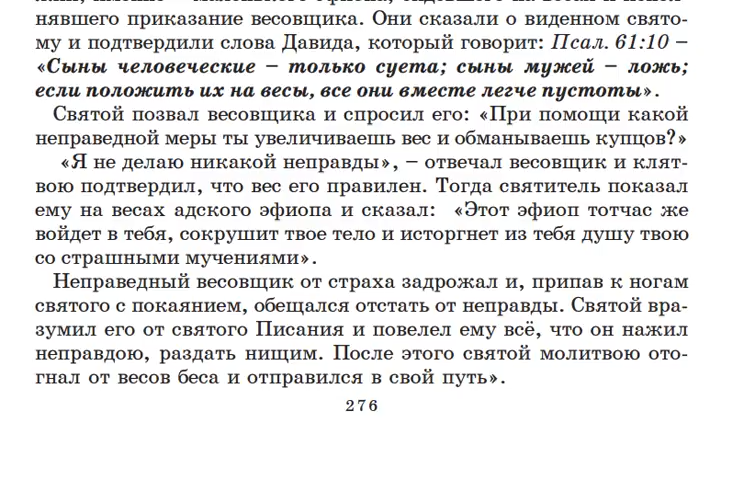 нявшего приказание весовщика. Они сказали о виденном свято-
му и подтвердили слова Давида, который говорит: Псал. 61:10 –
«Сыны человеческие – только суета; сыны мужей – ложь;
если положить их на весы, все они вместе легче пустоты».
Святой позвал весовщика и спросил его: «При помощи какой
неправедной меры ты увеличиваешь вес и обманываешь купцов?»
«Я не делаю никакой неправды», – отвечал весовщик и клят-
вою подтвердил, что вес его правилен. Тогда святитель показал
ему на весах адского эфиопа и сказал: «Этот эфиоп тотчас же
войдет в тебя, сокрушит твое тело и исторгнет из тебя душу твою
со страшными мучениями».
Неправедный весовщик от страха задрожал и, припав к ногам
святого с покаянием, обещался отстать от неправды. Святой вра-
зумил его от святого Писания и повелел ему всё, что он нажил
неправдою, раздать нищим. После этого святой молитвою ото-
гнал от весов беса и отправился в свой путь».
276